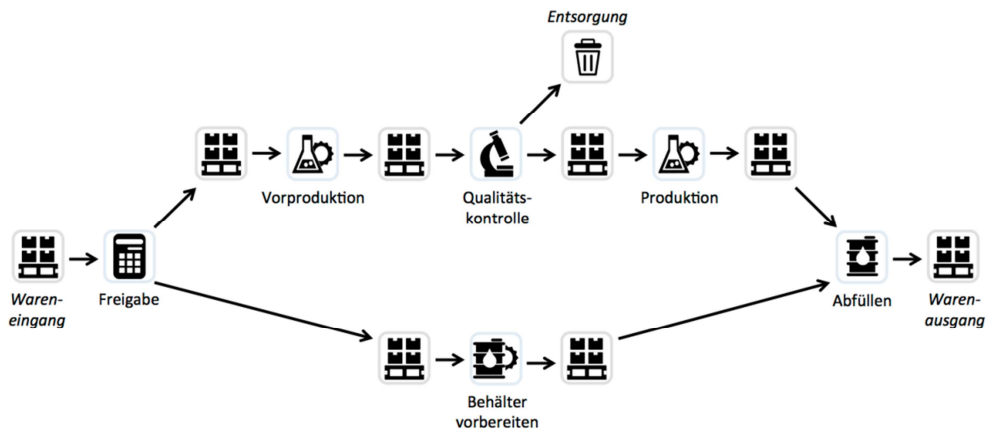 Entsorgung
Vorproduktion
Qualitäts-
kontrolle
Produktion
Waren-
eingang
Freigabe
Abfüllen
Waren-
ausgang
Behälter
vorbereiten